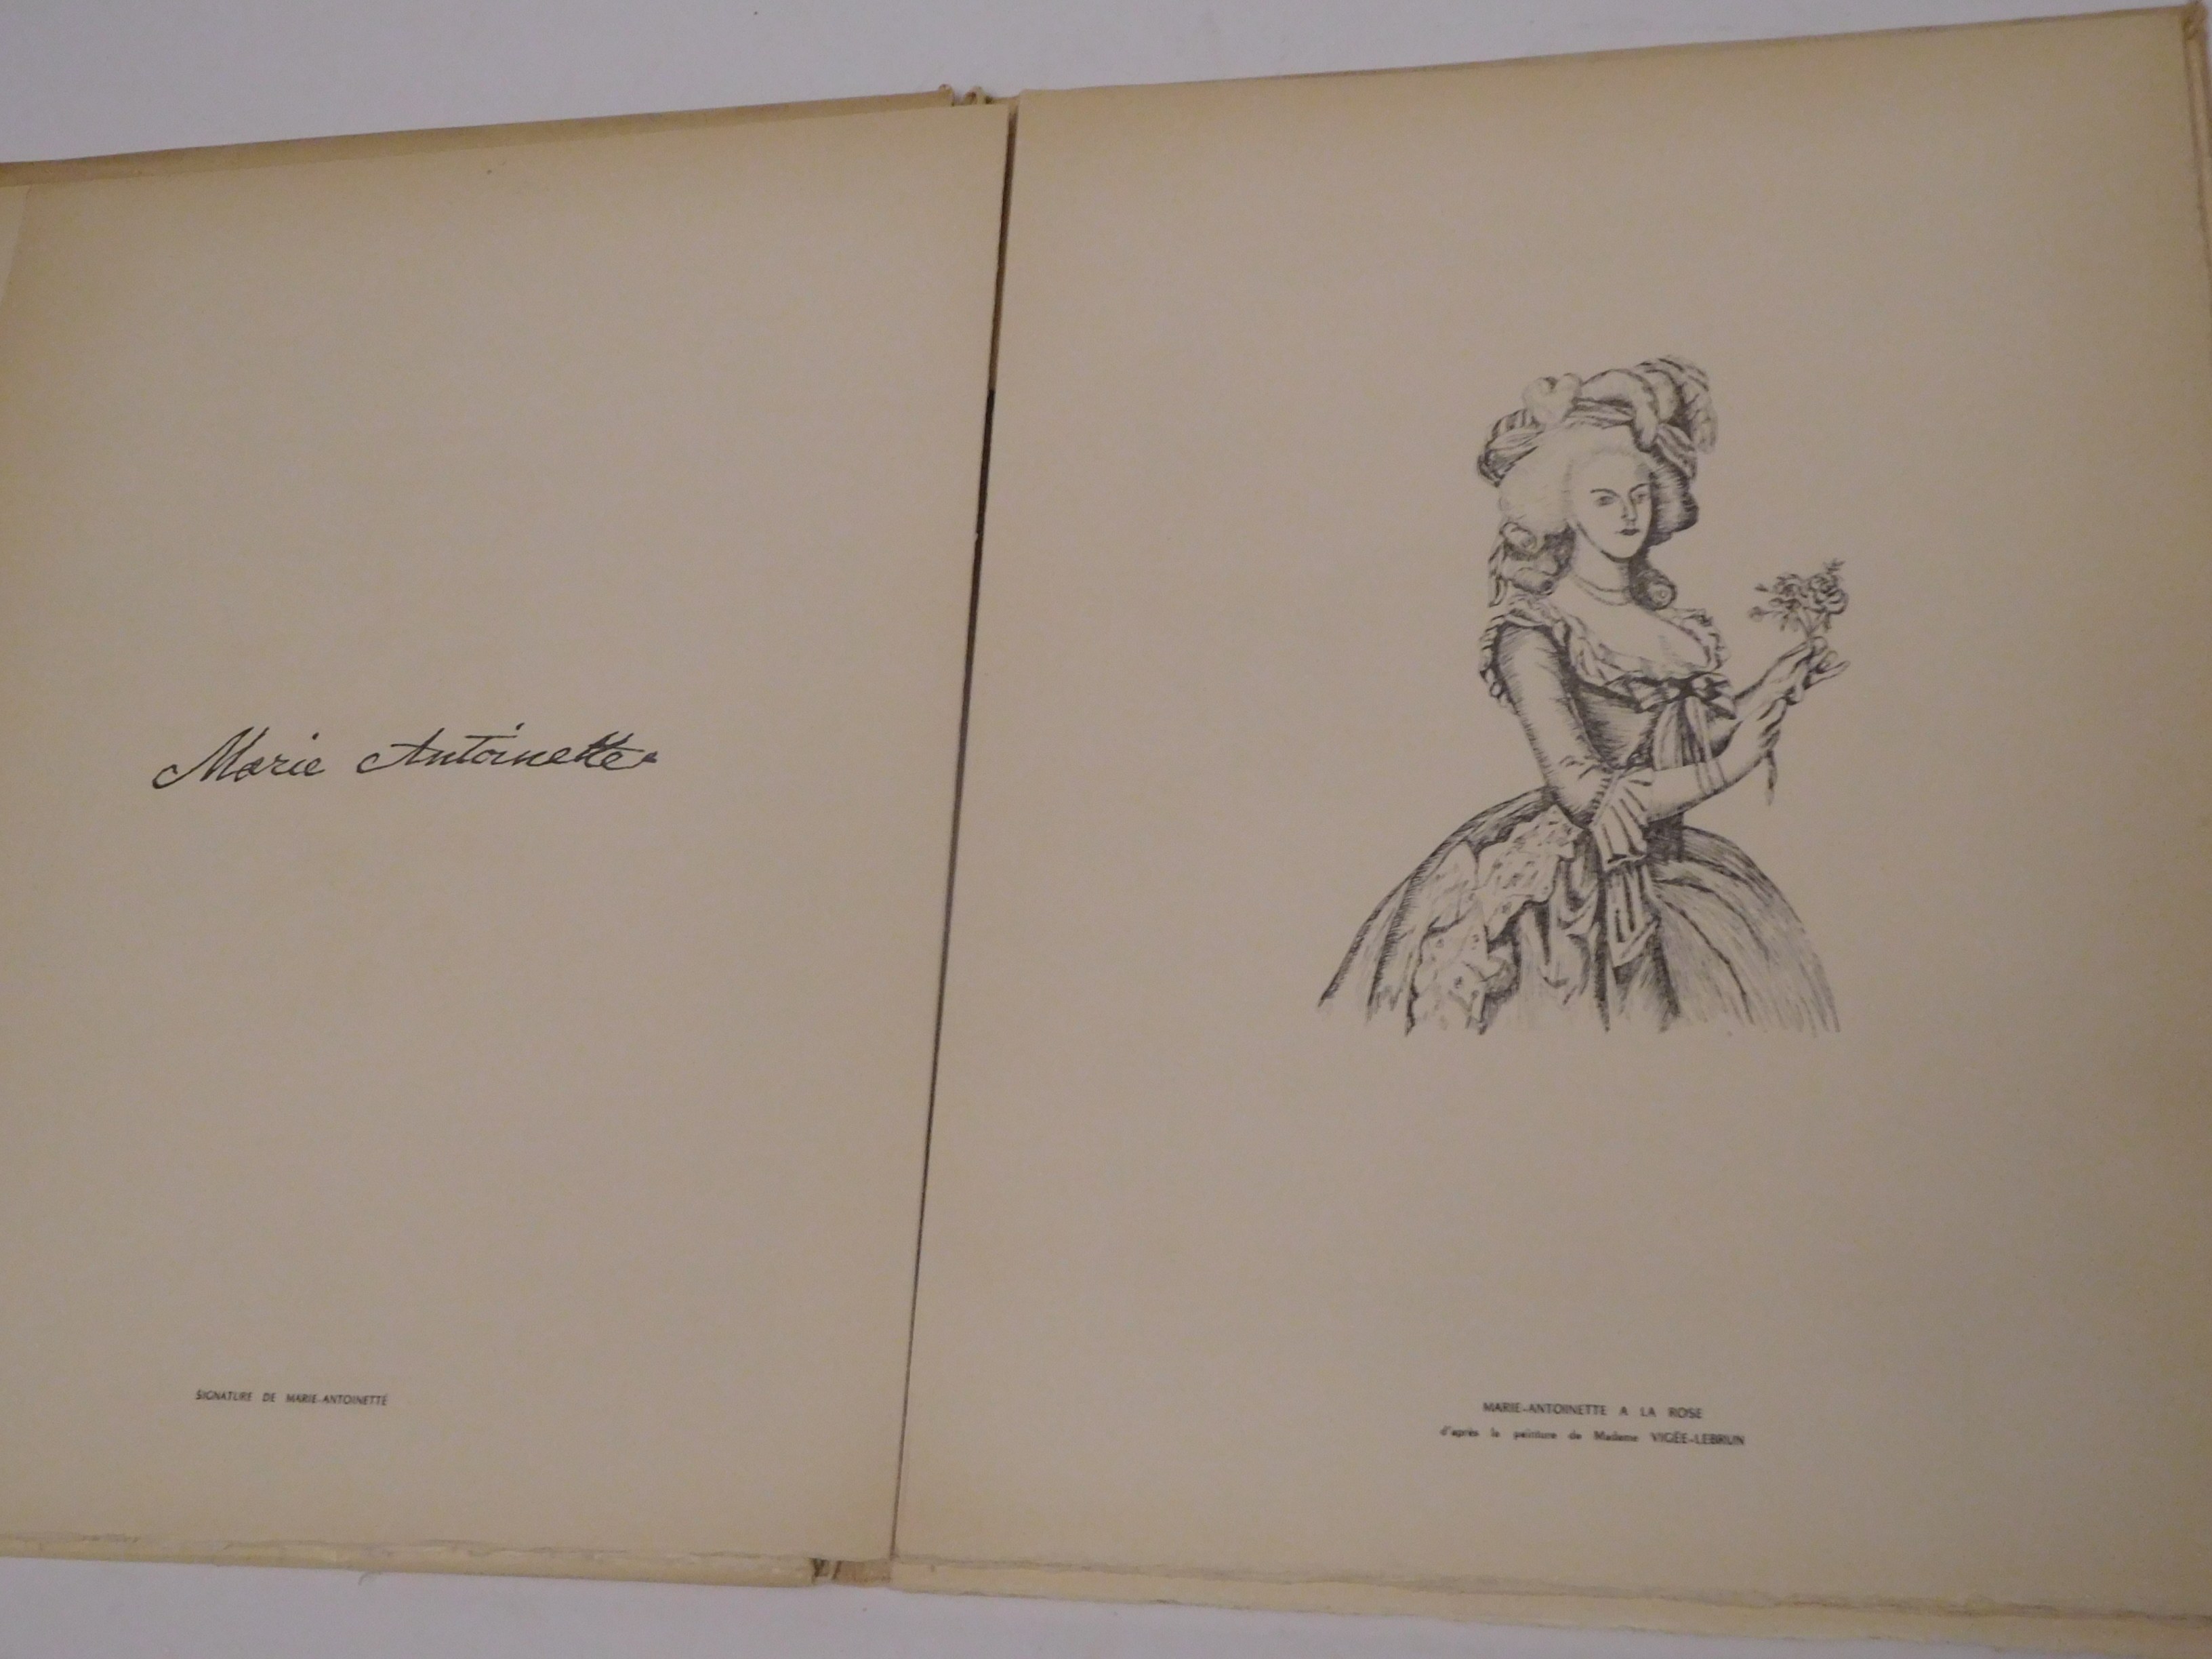 Marie Antoinette
SIGNATURE DE MARIE-ANTOINETTE
MARIE-ANTOINETTE A LA ROSE
d'après la peinture de Madame VIGÉE-LEBRUN